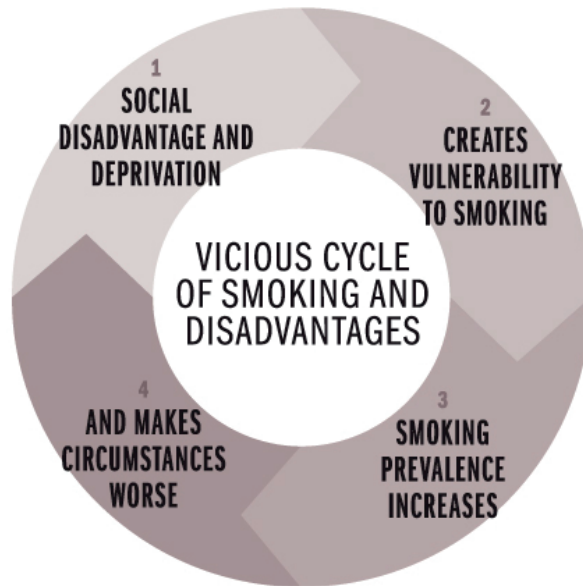 1
SOCIAL
DISADVANTAGE AND
DEPRIVATION
2
CREATES
VULNERABILITY
TO SMOKING
VICIOUS CYCLE
OF SMOKING AND
DISADVANTAGES
3
SMOKING
PREVALENCE
INCREASES
4
AND MAKES
CIRCUMSTANCES
WORSE